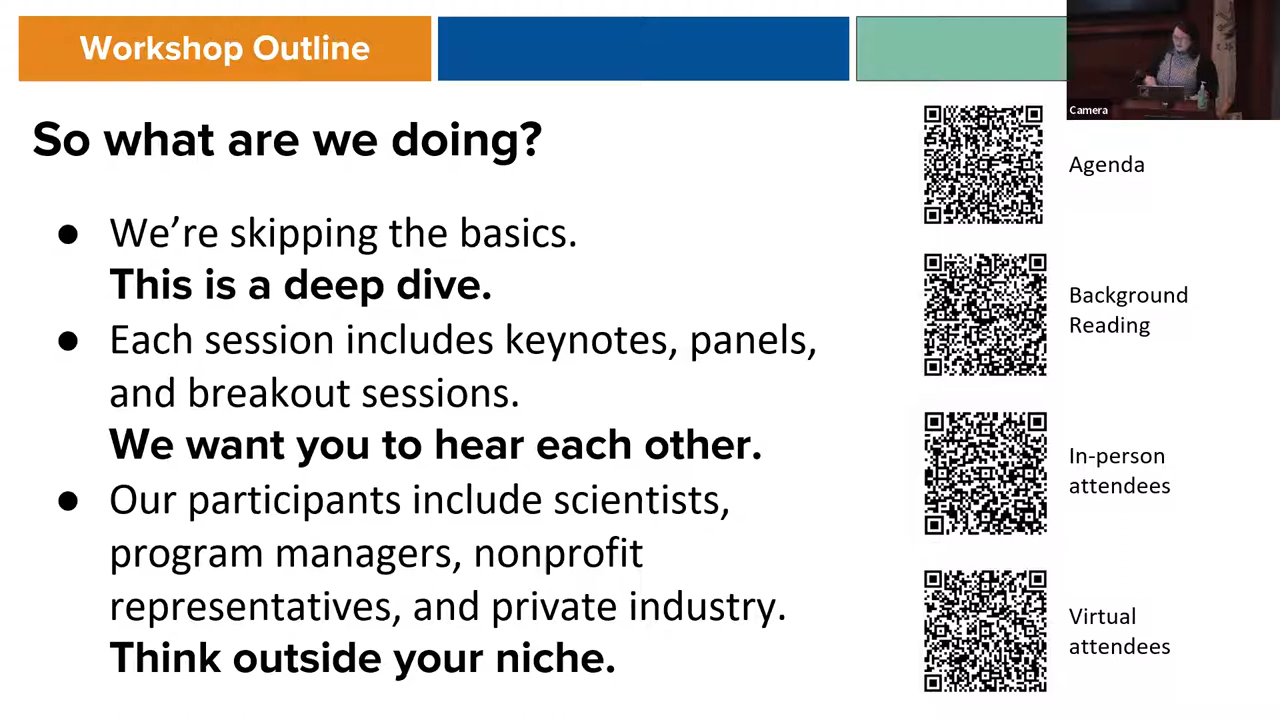 Workshop Outline
Camera
So what are we doing?
● We’re skipping the basics.
This is a deep dive.
● Each session includes keynotes, panels,
and breakout sessions.
We want you to hear each other.
● Our participants include scientists,
program managers, nonprofit
representatives, and private industry.
Think outside your niche.
Agenda
Background
Reading
In-person
attendees
Virtual
attendees